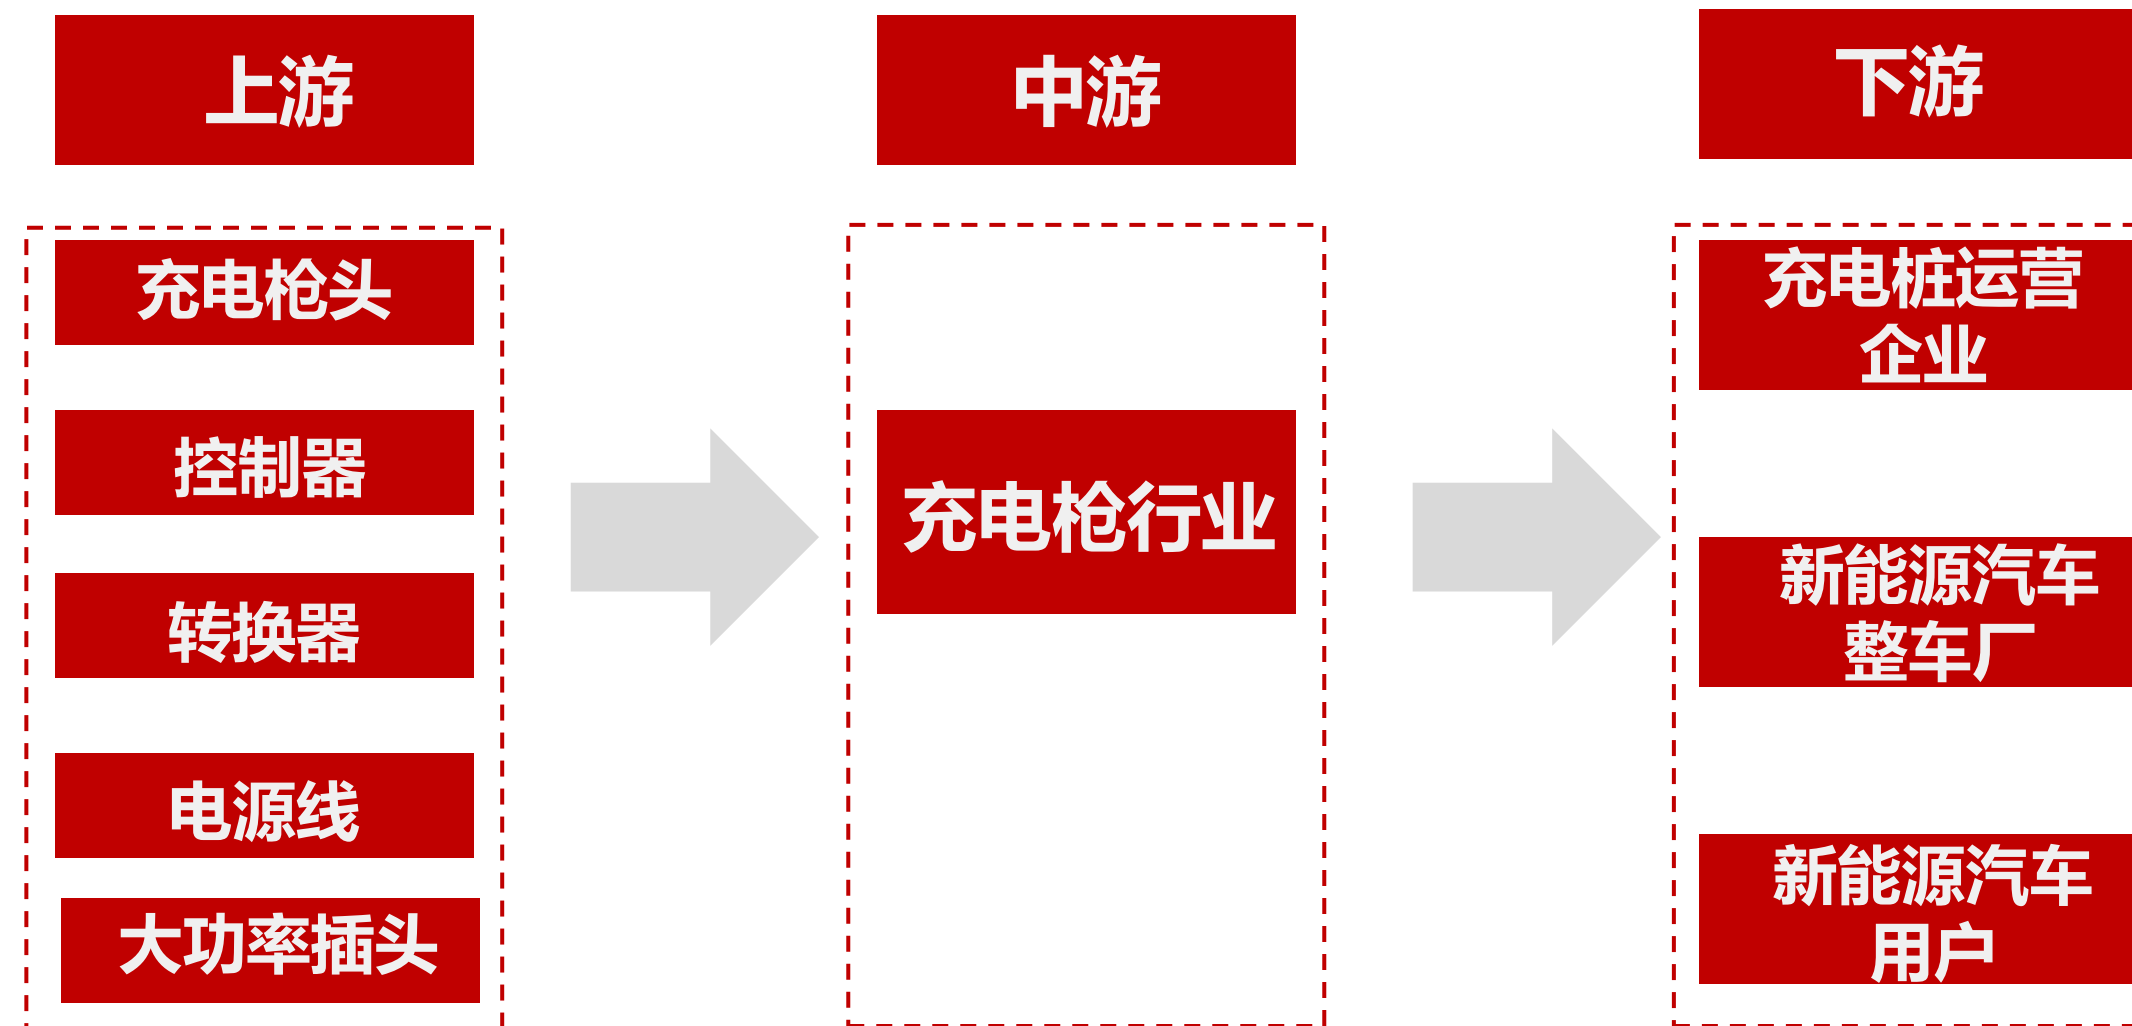 上游
中游
下游
充电枪头
控制器
转换器
电源线
大功率插头
充电枪行业
充电桩运营
企业
新能源汽车
整车厂
新能源汽车
用户